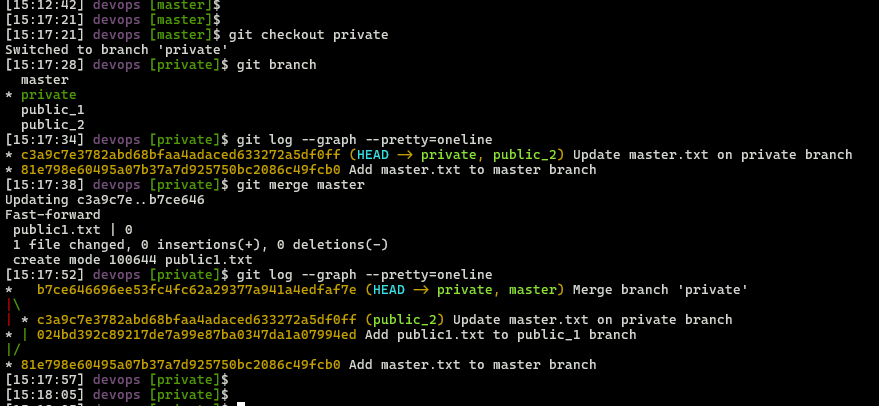 [15:12:42] devops [master]$
[15:17:21] devops [master]$
[15:17:21] devops [master]$ git checkout private
Switched to branch 'private'
[15:17:28] devops [private]$ git branch
  master
* private
  public_1
  public_2
[15:17:34] devops [private]$ git log --graph --pretty=oneline
* c3a9c7e3782abd68bfaa4adaced633272a5df0ff (HEAD -> private, public_2) Update master.txt on private branch
* 81e798e60495a07b37a7d925750bc2086c49fcb0 Add master.txt to master branch
[15:17:38] devops [private]$ git merge master
Updating c3a9c7e..b7ce646
Fast-forward
 public1.txt | 0
 1 file changed, 0 insertions(+), 0 deletions(-)
 create mode 100644 public1.txt
[15:17:52] devops [private]$ git log --graph --pretty=oneline
*   b7ce646696ee53fc4fc62a29377a941a4edfaf7e (HEAD -> private, master) Merge branch 'private'
|\
| * c3a9c7e3782abd68bfaa4adaced633272a5df0ff (public_2) Update master.txt on private branch
* | 024bd392c89217de7a99e87ba0347da1a07994ed Add public1.txt to public_1 branch
|/
* 81e798e60495a07b37a7d925750bc2086c49fcb0 Add master.txt to master branch
[15:17:57] devops [private]$
[15:18:05] devops [private]$